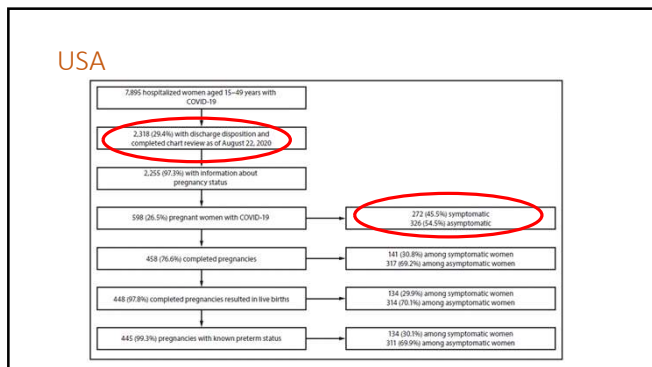 USA
7,895 hospitalized women aged 15–49 years with
COVID-19
2,318 (29.4%) with discharge disposition and
completed chart review as of August 22, 2020
2,255 (97.3%) with information about
pregnancy status
598 (26.5%) pregnant women with COVID-19
272 (45.5%) symptomatic
326 (54.5%) asymptomatic
458 (76.6%) completed pregnancies
141 (30.8%) among symptomatic women
317 (69.2%) among asymptomatic women
448 (97.8%) completed pregnancies resulted in live births
134 (29.9%) among symptomatic women
314 (70.1%) among asymptomatic women
445 (99.3%) pregnancies with known preterm status
134 (30.1%) among symptomatic women
311 (69.9%) among asymptomatic women